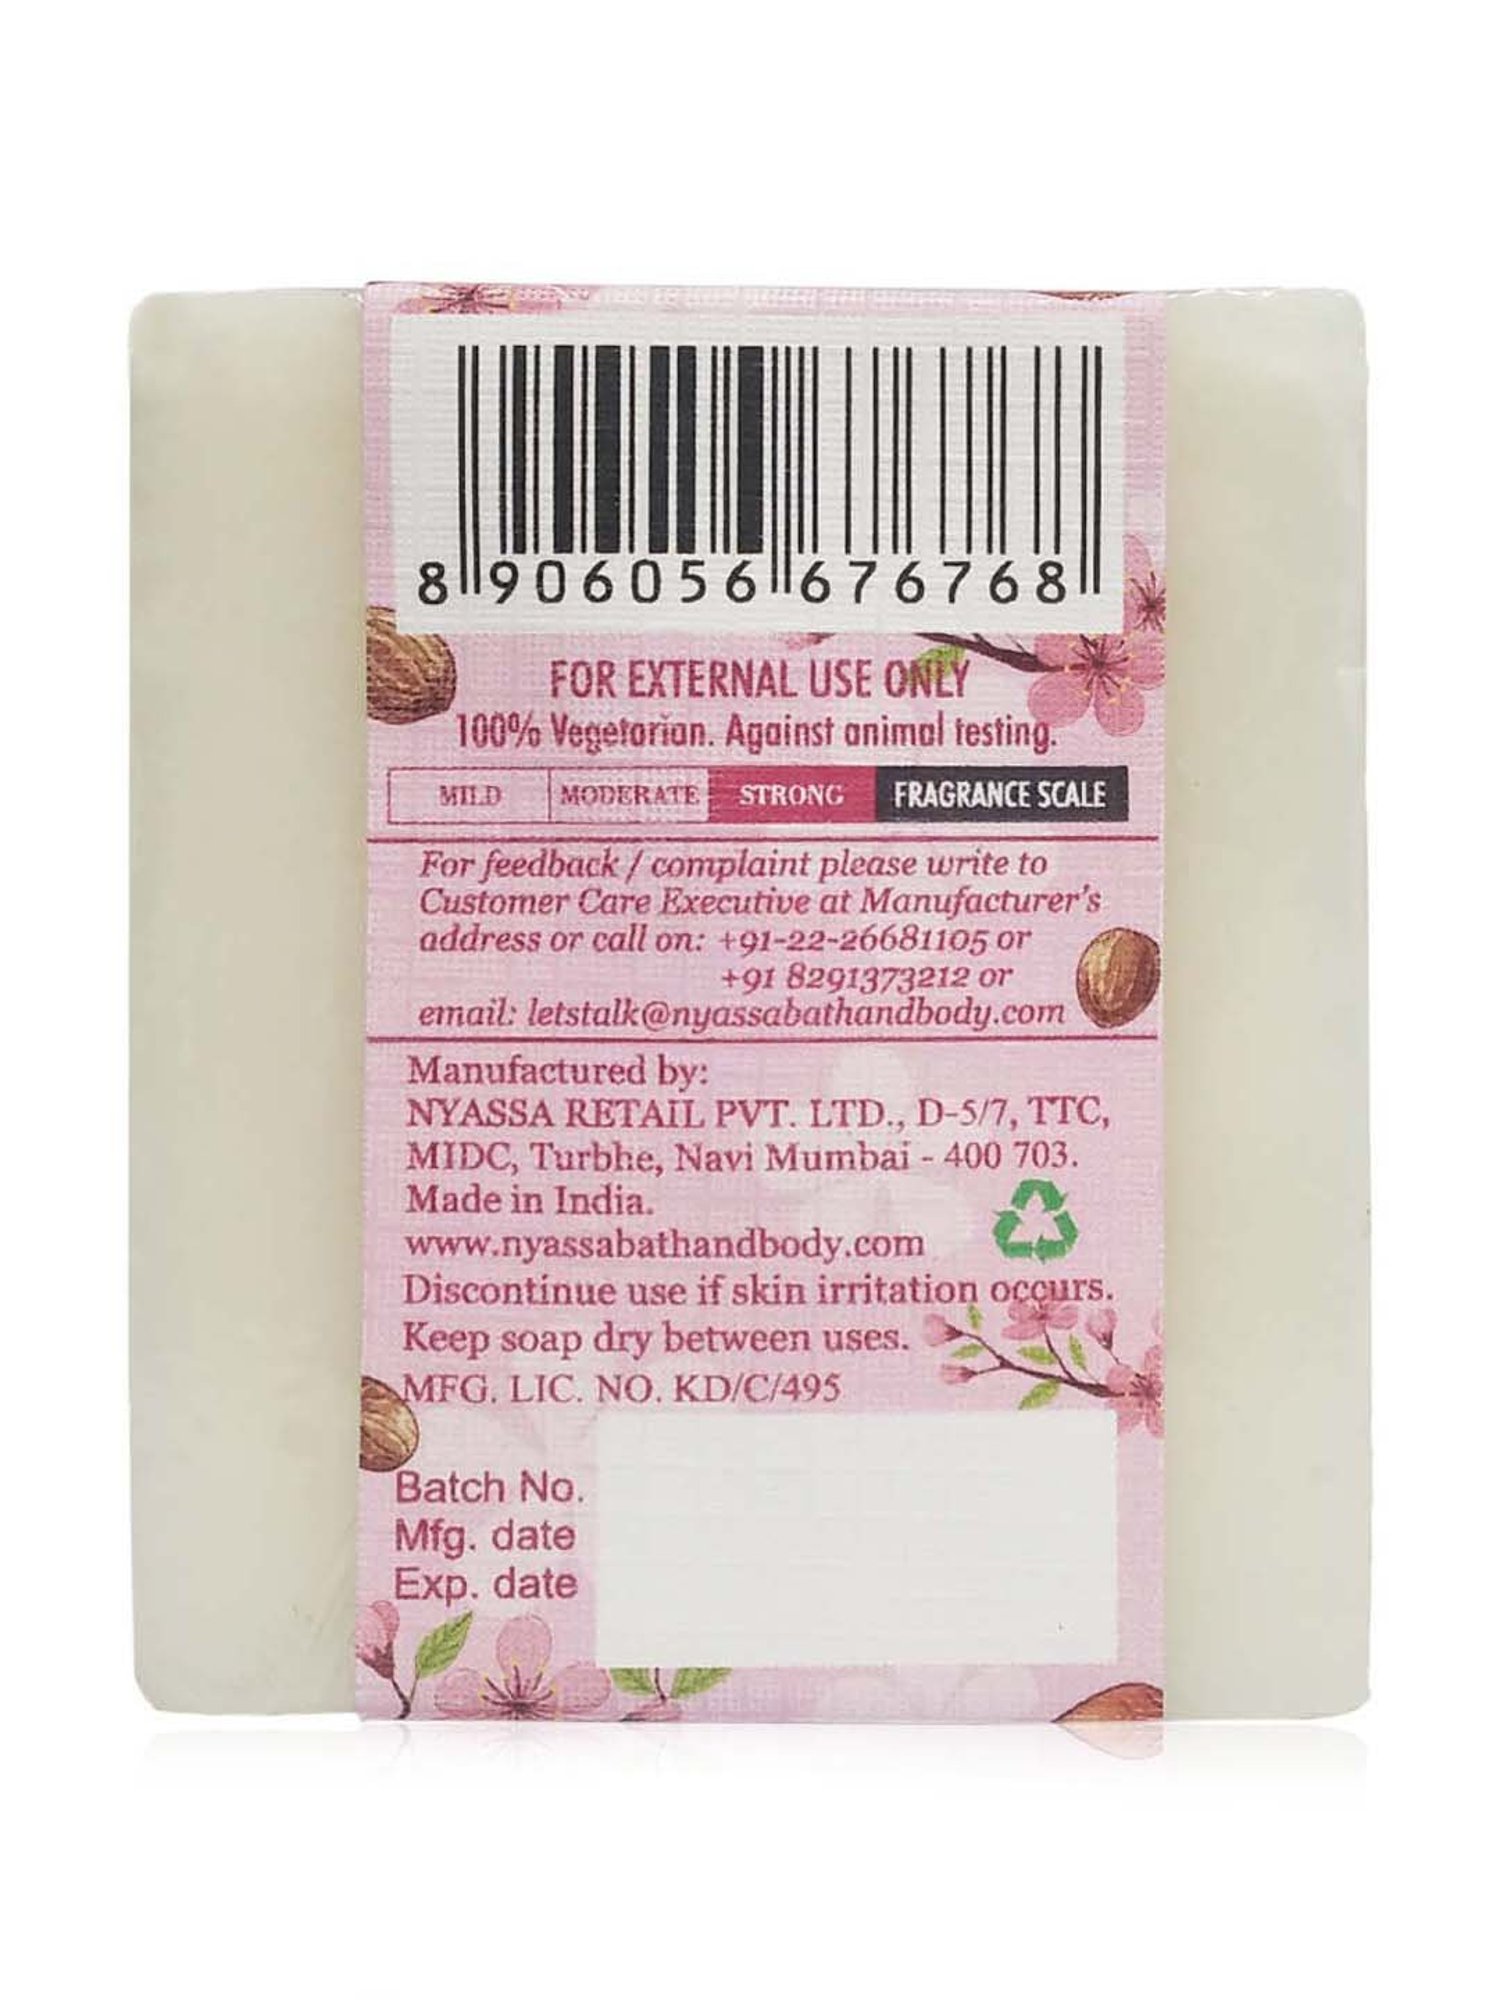 8 906056 676768
FOR EXTERNAL USE ONLY
100% Vegetarian. Against animal testing.
MILD MODERATE STRONG FRAGRANCE SCALE
For feedback / complaint please write to
Customer Care Executive at Manufacturer's
address or call on: +91-22-26681105 or
+91 8291373212 or
email: letstalk@nyassabathandbody.com
Manufactured by:
NYASSA RETAIL PVT. LTD., D-5/7, TTC,
MIDC, Turbhe, Navi Mumbai - 400 703.
Made in India.
www.nyassabathandbody.com
Discontinue use if skin irritation occurs.
Keep soap dry between uses.
MFG. LIC. NO. KD/C/495
Batch No.
Mfg. date
Exp. date